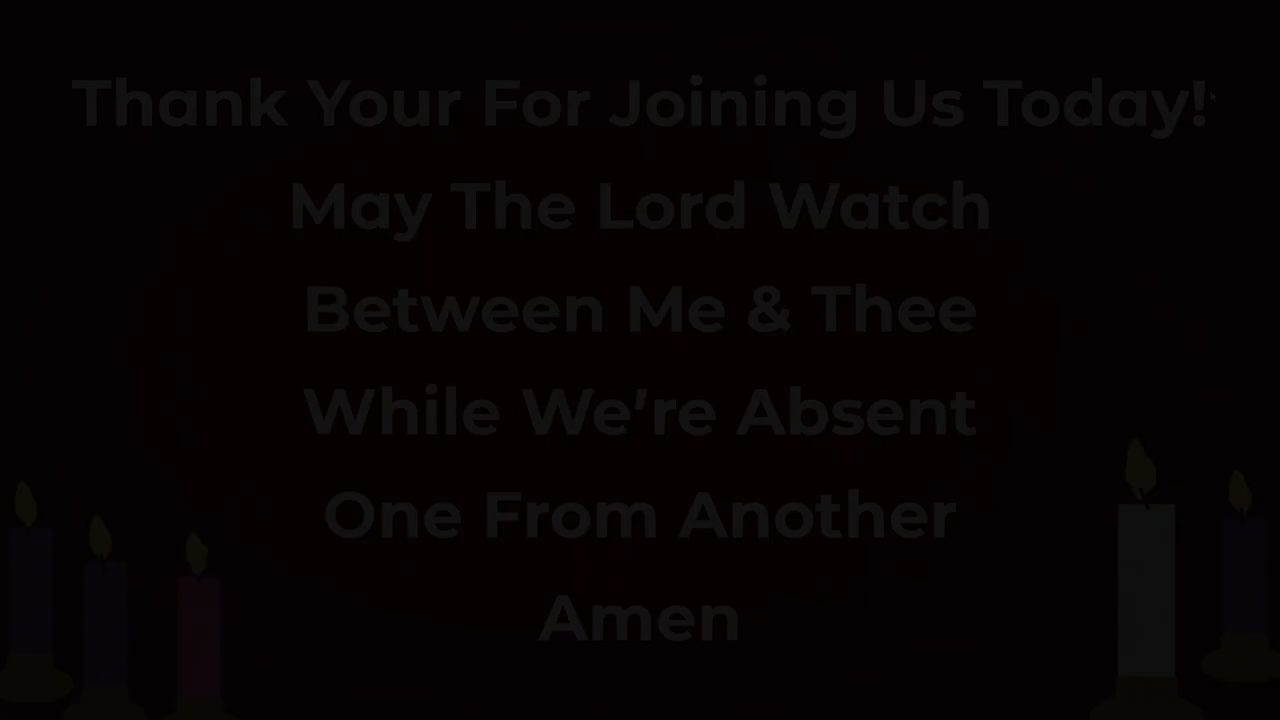 Thank Your For Joining Us Today!
May The Lord Watch
Between Me & Thee
While We're Absent
One From Another
Amen